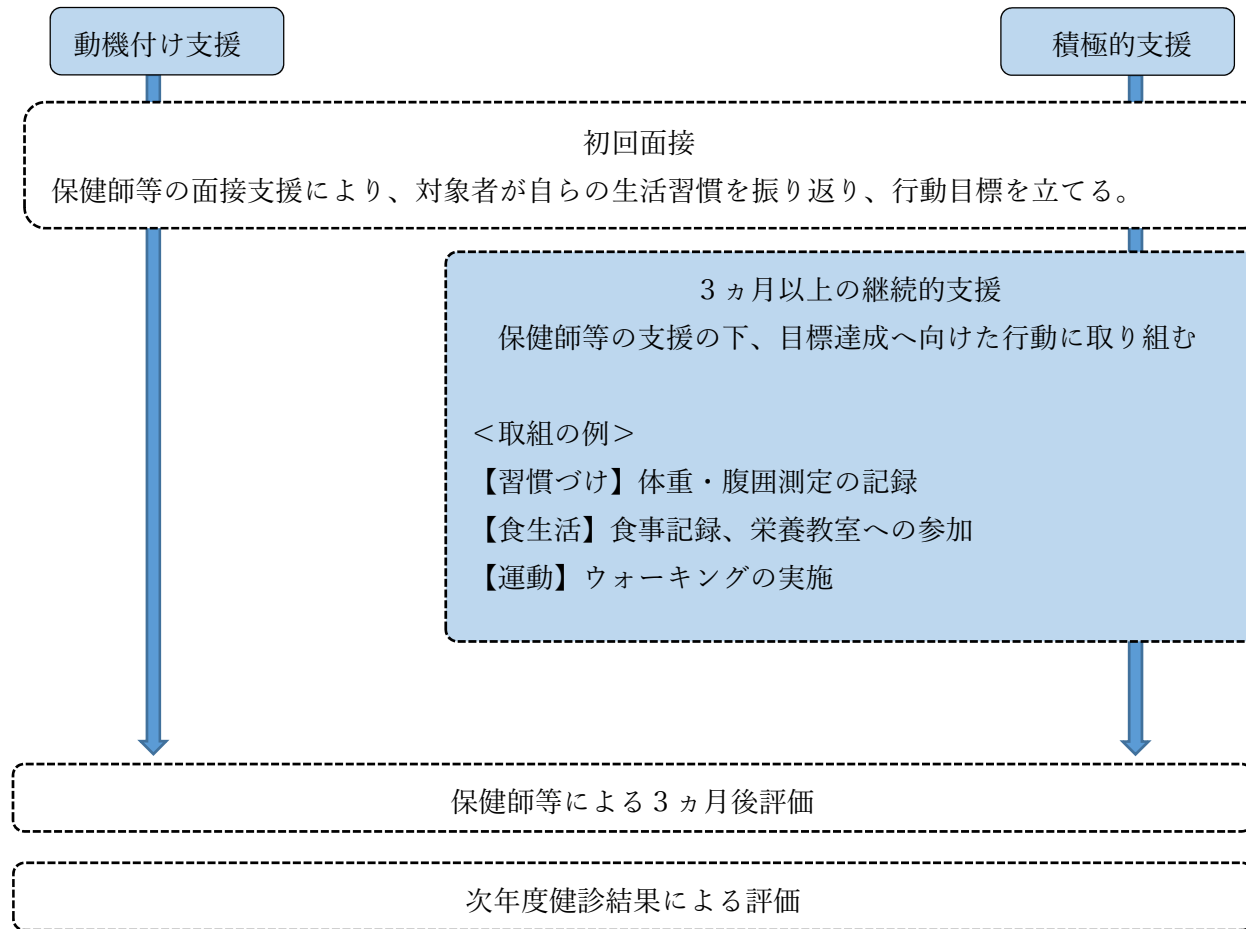 動機付け支援
積極的支援
初回面接
保健師等の面接支援により、対象者が自らの生活習慣を振り返り、行動目標を立てる。
３ヵ月以上の継続的支援
保健師等の支援の下、目標達成へ向けた行動に取り組む
＜取組の例＞
【習慣づけ】体重・腹囲測定の記録
【食生活】食事記録、栄養教室への参加
【運動】ウォーキングの実施
保健師等による３ヵ月後評価
次年度健診結果による評価